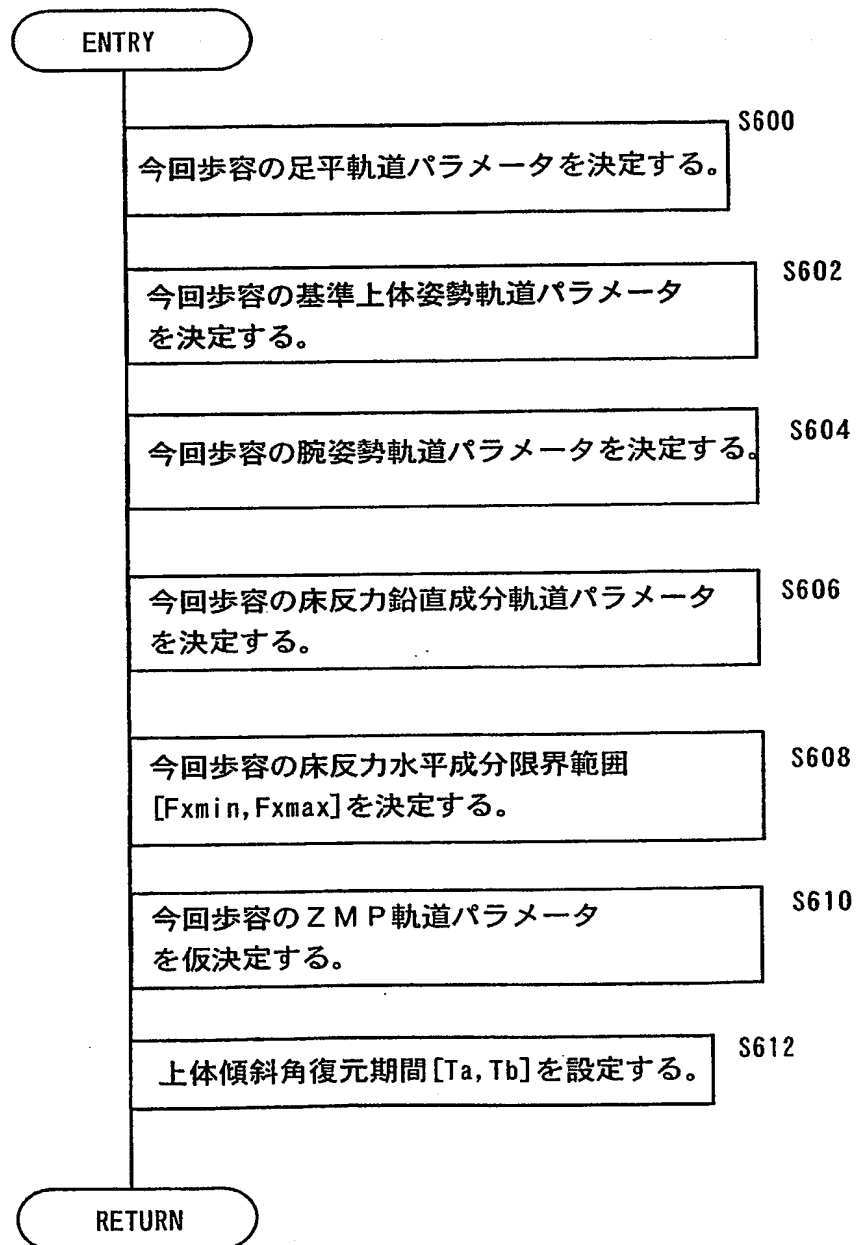 ENTRY
S600
今回歩容の足平軌道パラメータを決定する。
S602
今回歩容の基準上体姿勢軌道パラメータ
を決定する。
S604
今回歩容の腕姿勢軌道パラメータを決定する。
S606
今回歩容の床反力鉛直成分軌道パラメータ
を決定する。
S608
今回歩容の床反力水平成分限界範囲
[Fxmin,Fxmax]を決定する。
S610
今回歩容のＺＭＰ軌道パラメータ
を仮決定する。
S612
上体傾斜角復元期間[Ta,Tb]を設定する。
RETURN